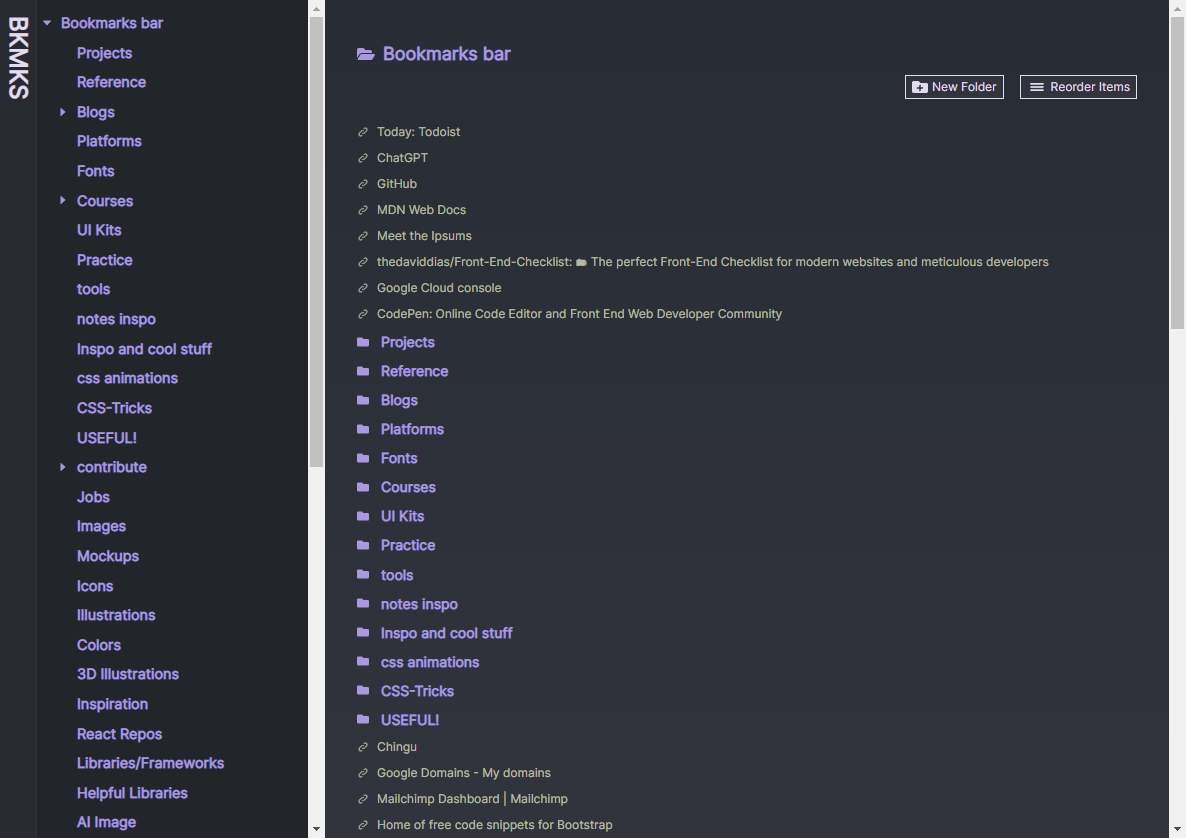 BKMKS
Bookmarks bar
Projects
Reference
Blogs
Platforms
Fonts
Courses
UI Kits
Practice
tools
notes inspo
Inspo and cool stuff
css animations
CSS-Tricks
USEFUL!
contribute
Jobs
Images
Mockups
Icons
Illustrations
Colors
3D Illustrations
Inspiration
React Repos
Libraries/Frameworks
Helpful Libraries
AI Image
Bookmarks bar
New Folder
Reorder Items
Today: Todoist
ChatGPT
GitHub
MDN Web Docs
Meet the Ipsums
thedaviddias/Front-End-Checklist: The perfect Front-End Checklist for modern websites and meticulous developers
Google Cloud console
CodePen: Online Code Editor and Front End Web Developer Community
Projects
Reference
Blogs
Platforms
Fonts
Courses
UI Kits
Practice
tools
notes inspo
Inspo and cool stuff
css animations
CSS-Tricks
USEFUL!
Chingu
Google Domains - My domains
Mailchimp Dashboard | Mailchimp
Home of free code snippets for Bootstrap